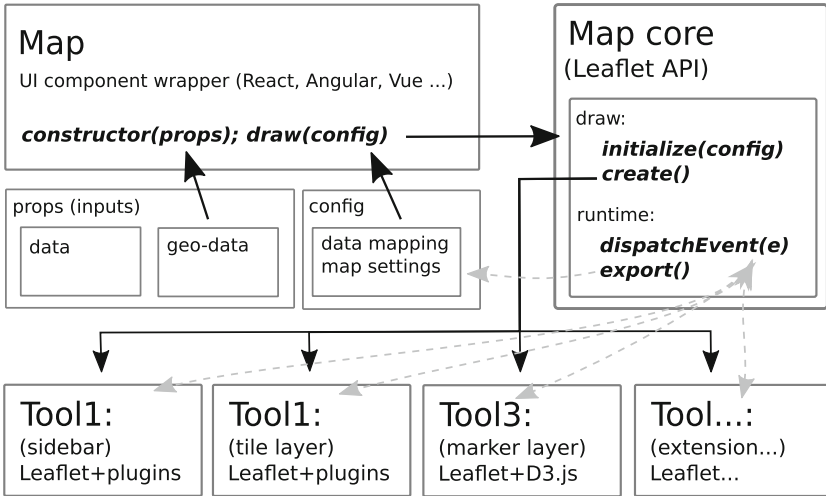 Map
UI component wrapper (React, Angular, Vue ...)
constructor(props); draw(config)
props (inputs)
data
geo-data
config
data mapping
map settings
Map core
(Leaflet API)
draw:
initialize(config)
create()
runtime:
dispatchEvent(e)
export()
Tool1:
(sidebar)
Leaflet+plugins
Tool1:
(tile layer)
Leaflet+plugins
Tool3:
(marker layer)
Leaflet+D3.js
Tool...:
(extension...)
Leaflet...